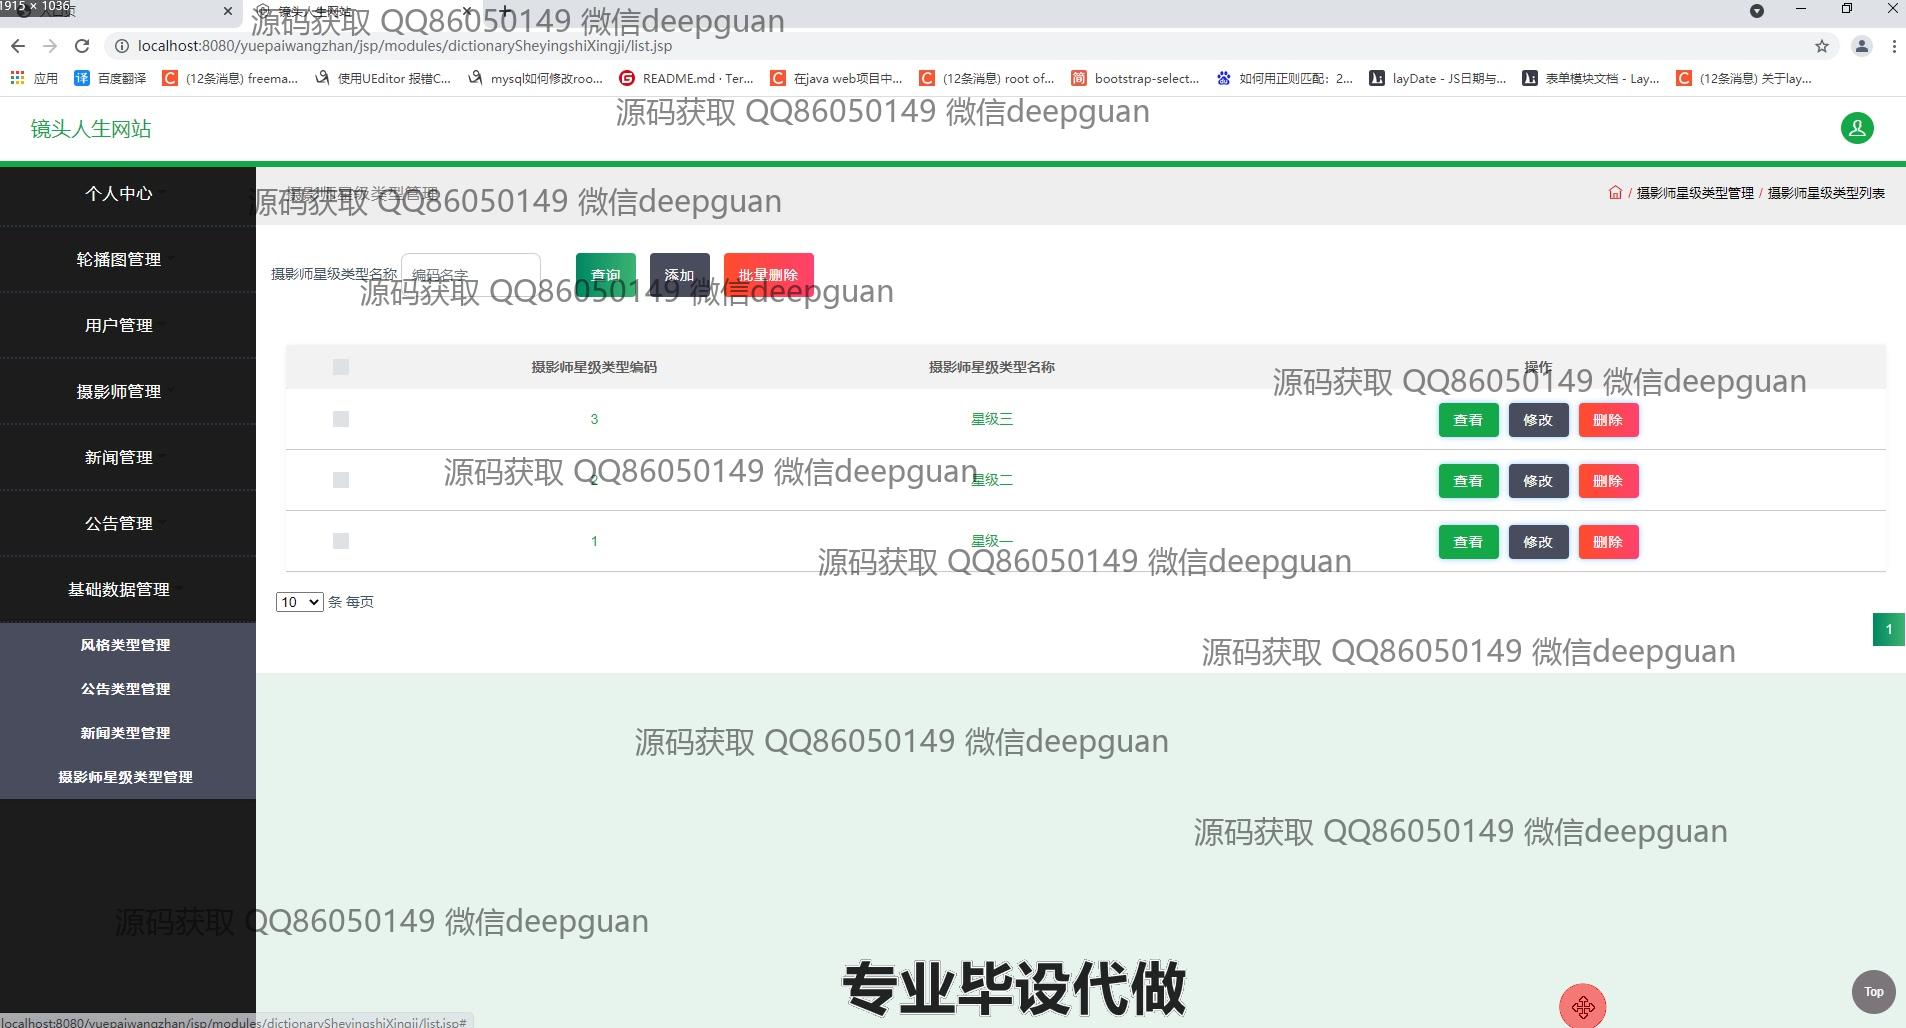 1915 × 1036
镜头人生网站
源码获取 QQ86050149 微信deepguan
localhost:8080/yuepaiwangzhan/jsp/modules/dictionarySheyingshiXingji/list.jsp
应用 百度翻译 (12条消息) freema... 使用UEditor 报错C... mysql如何修改roo... README.md · Ter... 在java web项目中... (12条消息) root of... bootstrap-select... 如何用正则匹配：2... layDate - JS日期与... 表单模块文档 - Lay... (12条消息) 关于lay...
源码获取 QQ86050149 微信deepguan
镜头人生网站
个人中心
摄影师星级类型管理
/ 摄影师星级类型管理 / 摄影师星级类型列表
源码获取 QQ86050149 微信deepguan
轮播图管理
摄影师星级类型名称 编码名字 查询 添加 批量删除
源码获取 QQ86050149 微信deepguan
用户管理
摄影师星级类型编码 摄影师星级类型名称 操作
源码获取 QQ86050149 微信deepguan
摄影师管理
3 星级三 查看 修改 删除
新闻管理
源码获取 QQ86050149 微信deepguan
2 星级二 查看 修改 删除
公告管理
1 星级一 查看 修改 删除
源码获取 QQ86050149 微信deepguan
基础数据管理
10 条 每页
1
风格类型管理
源码获取 QQ86050149 微信deepguan
公告类型管理
新闻类型管理
源码获取 QQ86050149 微信deepguan
摄影师星级类型管理
源码获取 QQ86050149 微信deepguan
源码获取 QQ86050149 微信deepguan
专业毕设代做
Top
localhost:8080/yuepaiwangzhan/jsp/modules/dictionarySheyingshiXingji/list.jsp#